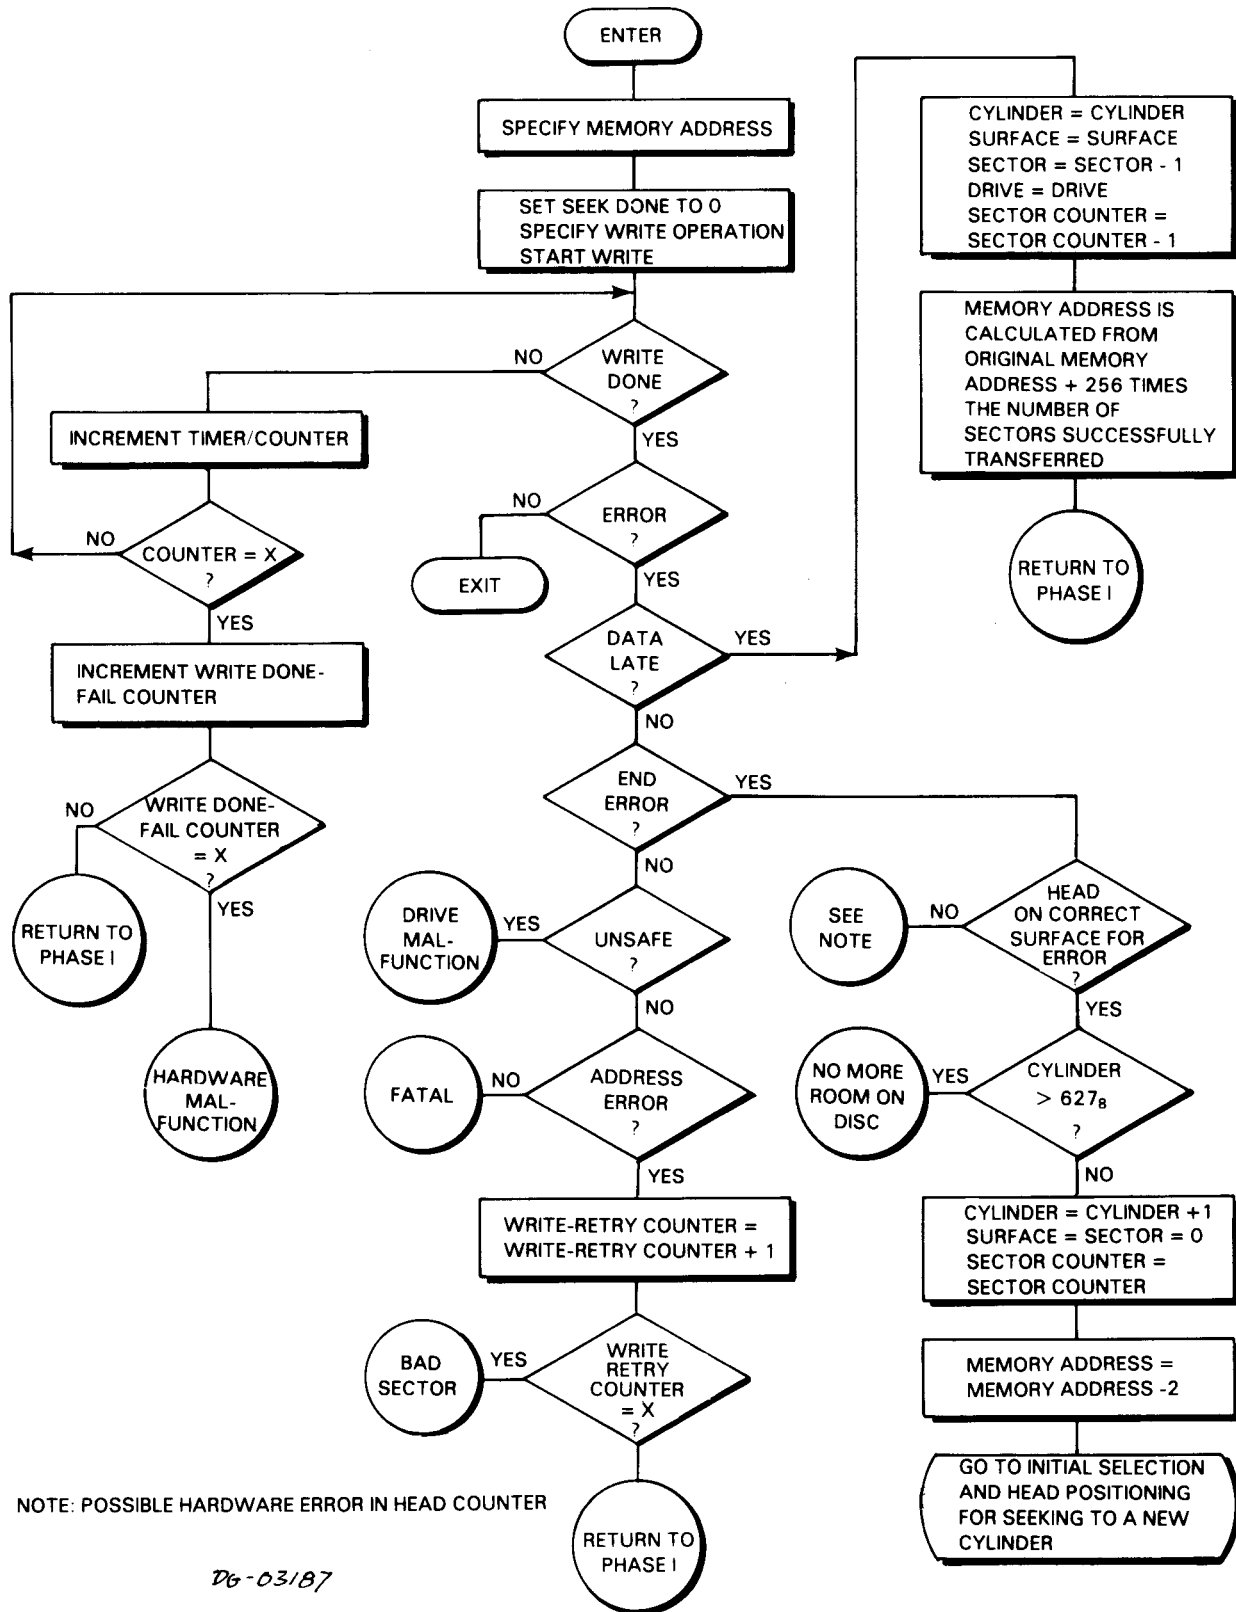 ENTER
SPECIFY MEMORY ADDRESS
SET SEEK DONE TO 0
SPECIFY WRITE OPERATION
START WRITE
WRITE
DONE
?
NO
YES
INCREMENT TIMER/COUNTER
COUNTER = X
?
NO
YES
INCREMENT WRITE DONE-
FAIL COUNTER
WRITE DONE-
FAIL COUNTER
= X
?
NO
YES
RETURN TO
PHASE I
HARDWARE
MAL-
FUNCTION
ERROR
?
NO
YES
EXIT
DATA
LATE
?
YES
NO
CYLINDER = CYLINDER
SURFACE = SURFACE
SECTOR = SECTOR - 1
DRIVE = DRIVE
SECTOR COUNTER =
SECTOR COUNTER - 1
MEMORY ADDRESS IS
CALCULATED FROM
ORIGINAL MEMORY
ADDRESS + 256 TIMES
THE NUMBER OF
SECTORS SUCCESSFULLY
TRANSFERRED
RETURN TO
PHASE I
END
ERROR
?
YES
NO
UNSAFE
?
YES
NO
DRIVE
MAL-
FUNCTION
ADDRESS
ERROR
?
NO
YES
FATAL
WRITE-RETRY COUNTER =
WRITE-RETRY COUNTER + 1
WRITE
RETRY
COUNTER
= X
?
YES
BAD
SECTOR
RETURN TO
PHASE I
HEAD
ON CORRECT
SURFACE FOR
ERROR
?
NO
YES
SEE
NOTE
CYLINDER
> 627₈
?
YES
NO
NO MORE
ROOM ON
DISC
CYLINDER = CYLINDER +1
SURFACE = SECTOR = 0
SECTOR COUNTER =
SECTOR COUNTER
MEMORY ADDRESS =
MEMORY ADDRESS -2
GO TO INITIAL SELECTION
AND HEAD POSITIONING
FOR SEEKING TO A NEW
CYLINDER
NOTE: POSSIBLE HARDWARE ERROR IN HEAD COUNTER
DG-03187